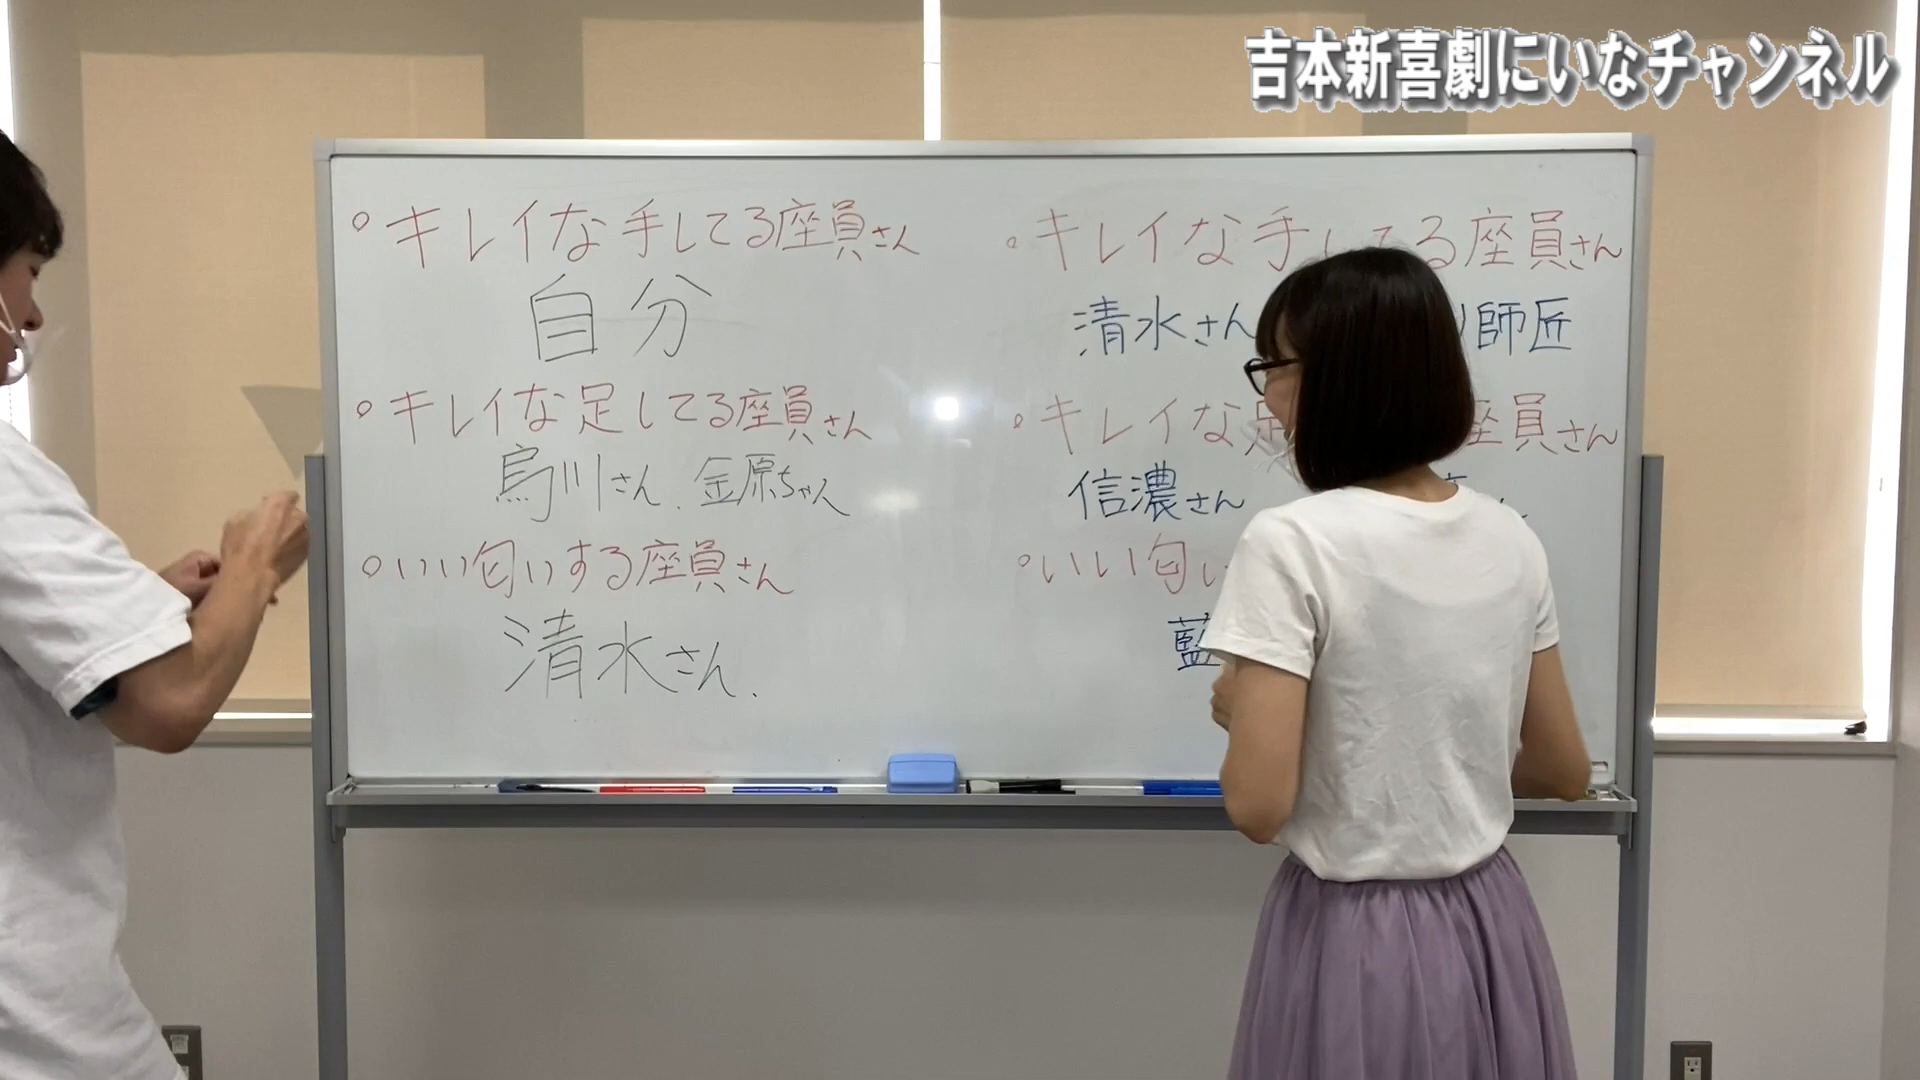 吉本新喜劇にいなチャンネル
○キレイな手してる座員さん
自分
○キレイな足してる座員さん
烏川さん、金原ちゃん
○いい匂いする座員さん
清水さん.
○キレイな手してる座員さん
清水さん 師匠
○キレイな足 座員さん
信濃さん
○いい匂い
藍